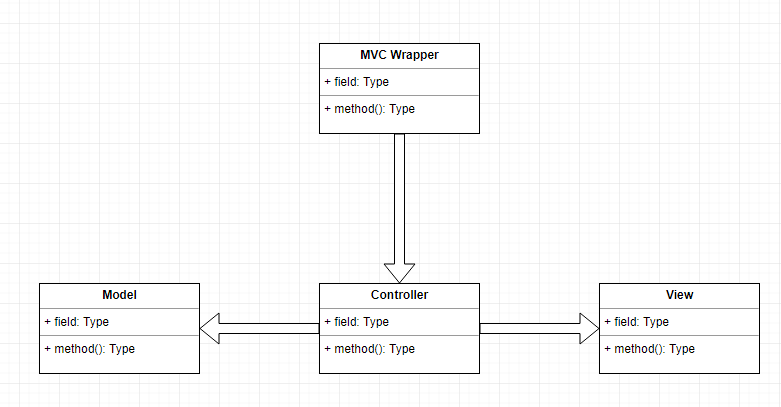 MVC Wrapper
+ field: Type
+ method(): Type
Model
+ field: Type
+ method(): Type
Controller
+ field: Type
+ method(): Type
View
+ field: Type
+ method(): Type